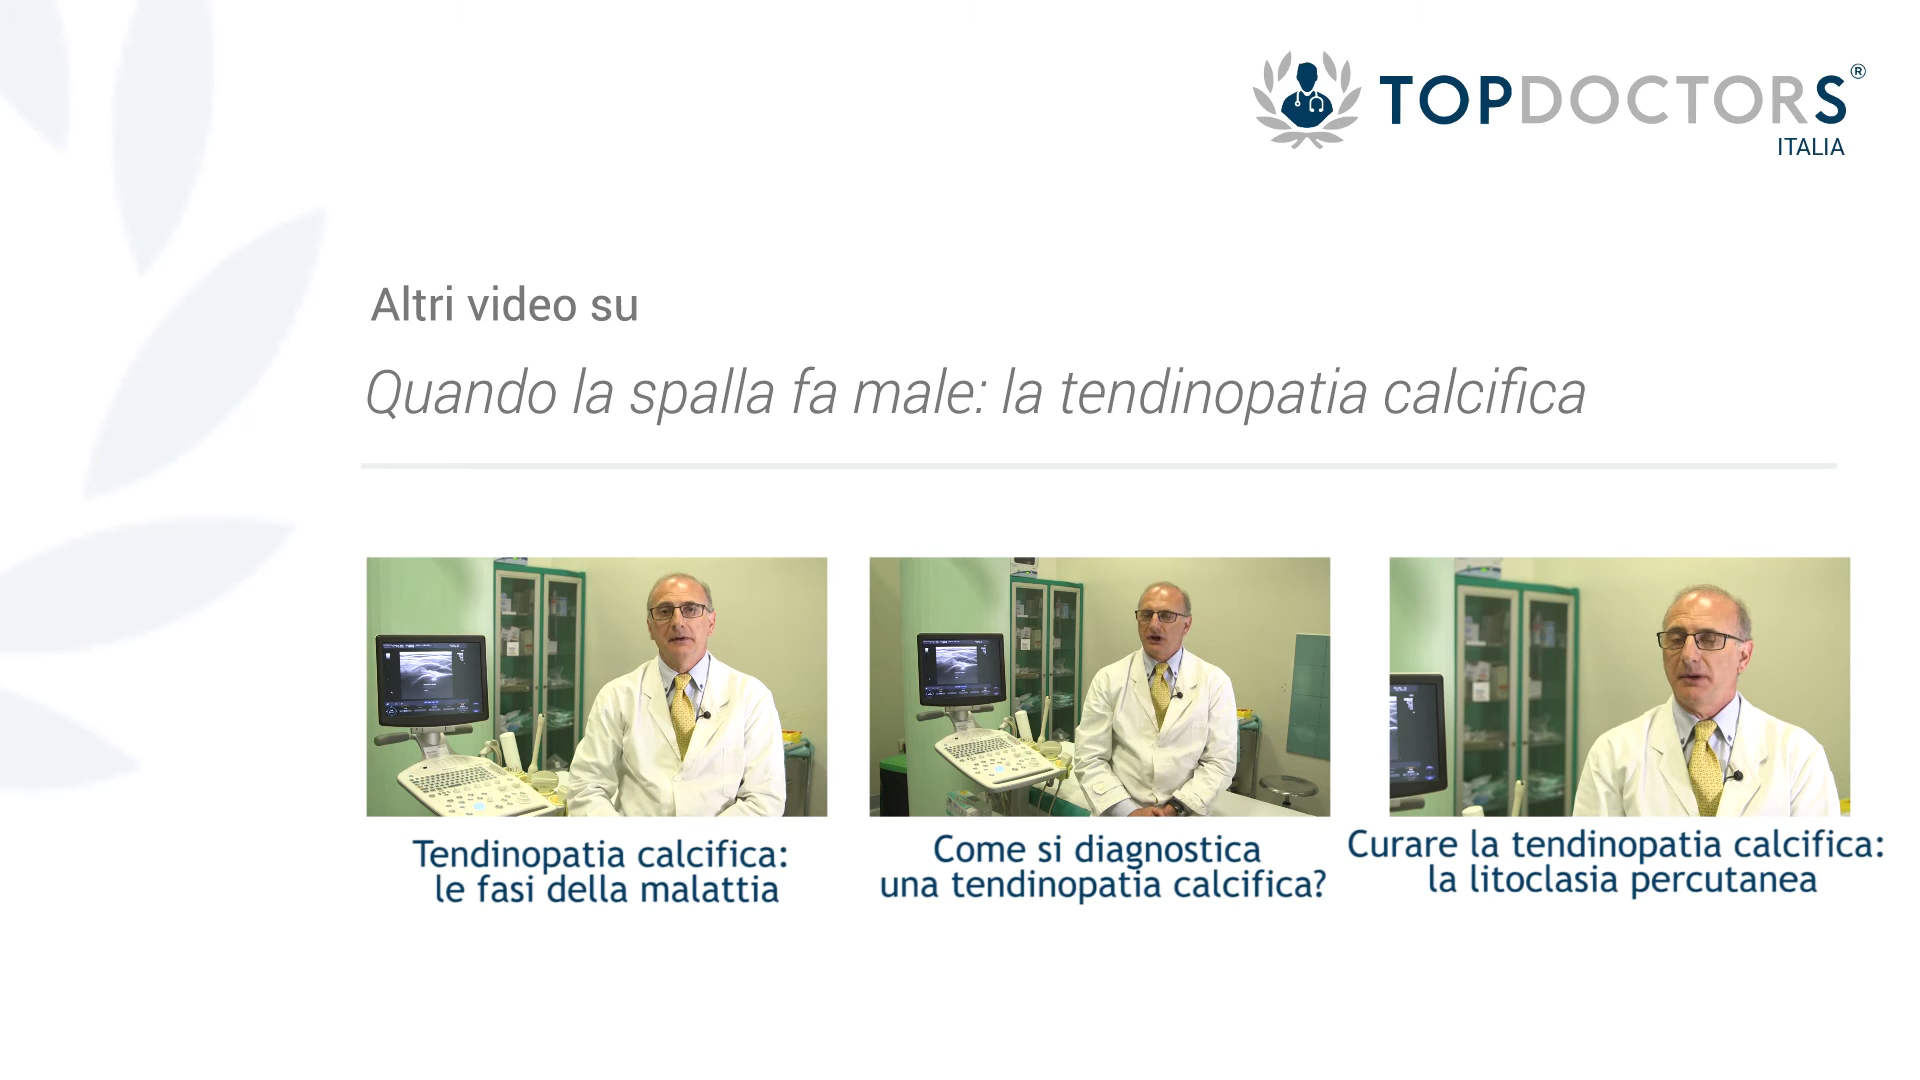 TOPDOCTORS®
ITALIA
Altri video su
Quando la spalla fa male: la tendinopatia calcifica
Tendinopatia calcifica:
le fasi della malattia
Come si diagnostica
una tendinopatia calcifica?
Curare la tendinopatia calcifica:
la litoclasia percutanea